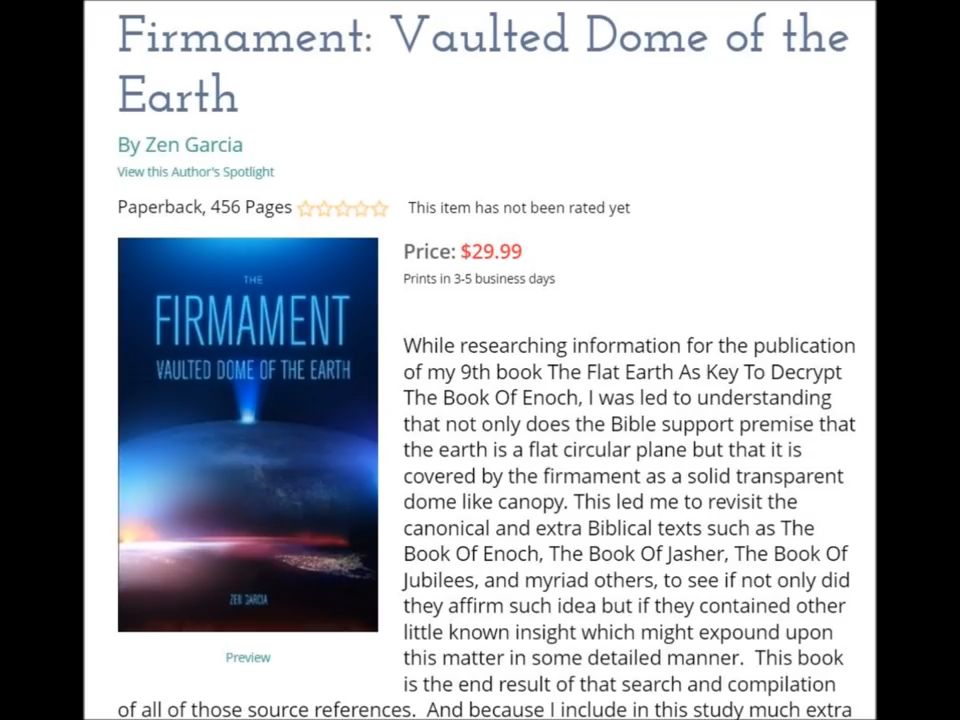 Firmament: Vaulted Dome of the
Earth
By Zen Garcia
View this Author's Spotlight
Paperback, 456 Pages
This item has not been rated yet
THE
FIRMAMENT
VAULTED DOME OF THE EARTH
ZEN GARCIA
Preview
Price: $29.99
Prints in 3-5 business days
While researching information for the publication
of my 9th book The Flat Earth As Key To Decrypt
The Book Of Enoch, I was led to understanding
that not only does the Bible support premise that
the earth is a flat circular plane but that it is
covered by the firmament as a solid transparent
dome like canopy. This led me to revisit the
canonical and extra Biblical texts such as The
Book Of Enoch, The Book Of Jasher, The Book Of
Jubilees, and myriad others, to see if not only did
they affirm such idea but if they contained other
little known insight which might expound upon
this matter in some detailed manner.  This book
is the end result of that search and compilation
of all of those source references.  And because I include in this study much extra